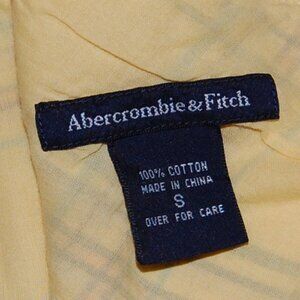 Abercrombie & Fitch
100% COTTON
MADE IN CHINA
S
OVER FOR CARE